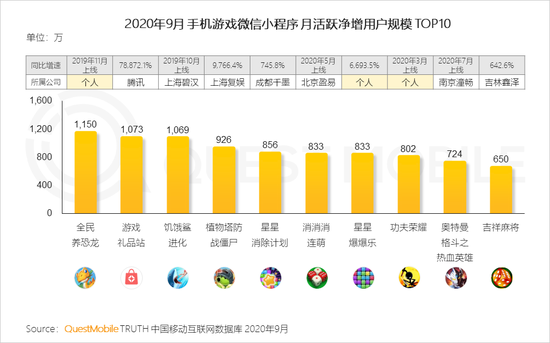 2020年9月 手机游戏微信小程序 月活跃净增用户规模 TOP10
单位：万
同比增速 2019年11月上线 78,872.1% 2019年10月上线 9,766.4% 745.8% 2020年5月上线 6,693.5% 2020年3月上线 2020年7月上线 642.6%
所属公司 个人 腾讯 上海碧汉 上海复娱 成都千墨 北京盈易 个人 个人 南京潼畅 吉林鑫泽
1,600
1,200
800
400
0
1,150 1,073 1,069 926 856 833 833 802 724 650
全民养恐龙 游戏礼品站 饥饿鲨进化 植物塔防战僵尸 星星消除计划 消消消连萌 星星爆爆乐 功夫荣耀 奥特曼格斗之热血英雄 吉祥麻将
QUEST MOBILE
Source：QuestMobile TRUTH 中国移动互联网数据库 2020年9月